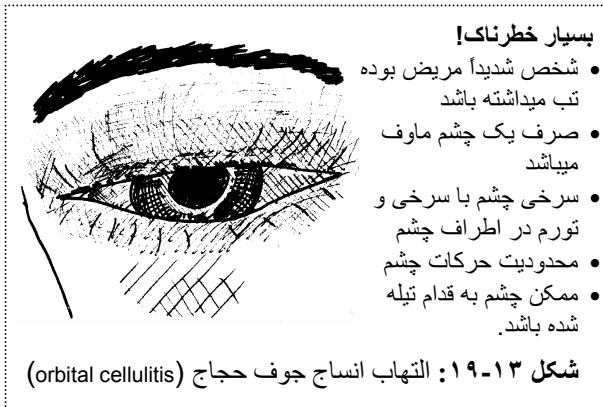 بسیار خطرناک!
• شخص شدیداً مریض بوده
تب میداشته باشد
• صرف یک چشم ماوف
میباشد
• سرخی چشم با سرخی و
تورم در اطراف چشم
• محدودیت حرکات چشم
• ممکن چشم به قدام تیله
شده باشد.
شکل ۱۳-۱۹: التهاب انساج جوف حجاج (orbital cellulitis)